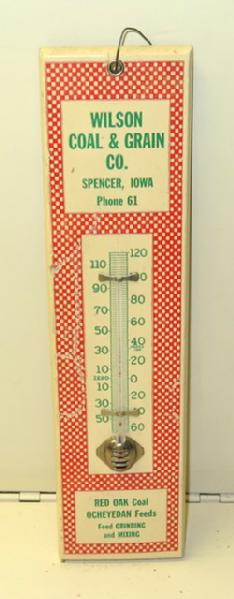 WILSON
COAL & GRAIN
CO.
SPENCER, IOWA
Phone 61
120
110
90
80
70
60
50
40
30
20
10
0
ZERO
10
20
30
40
50
60
RED OAK Coal
OCHEYEDAN Feeds
Feed GRINDING
and MIXING